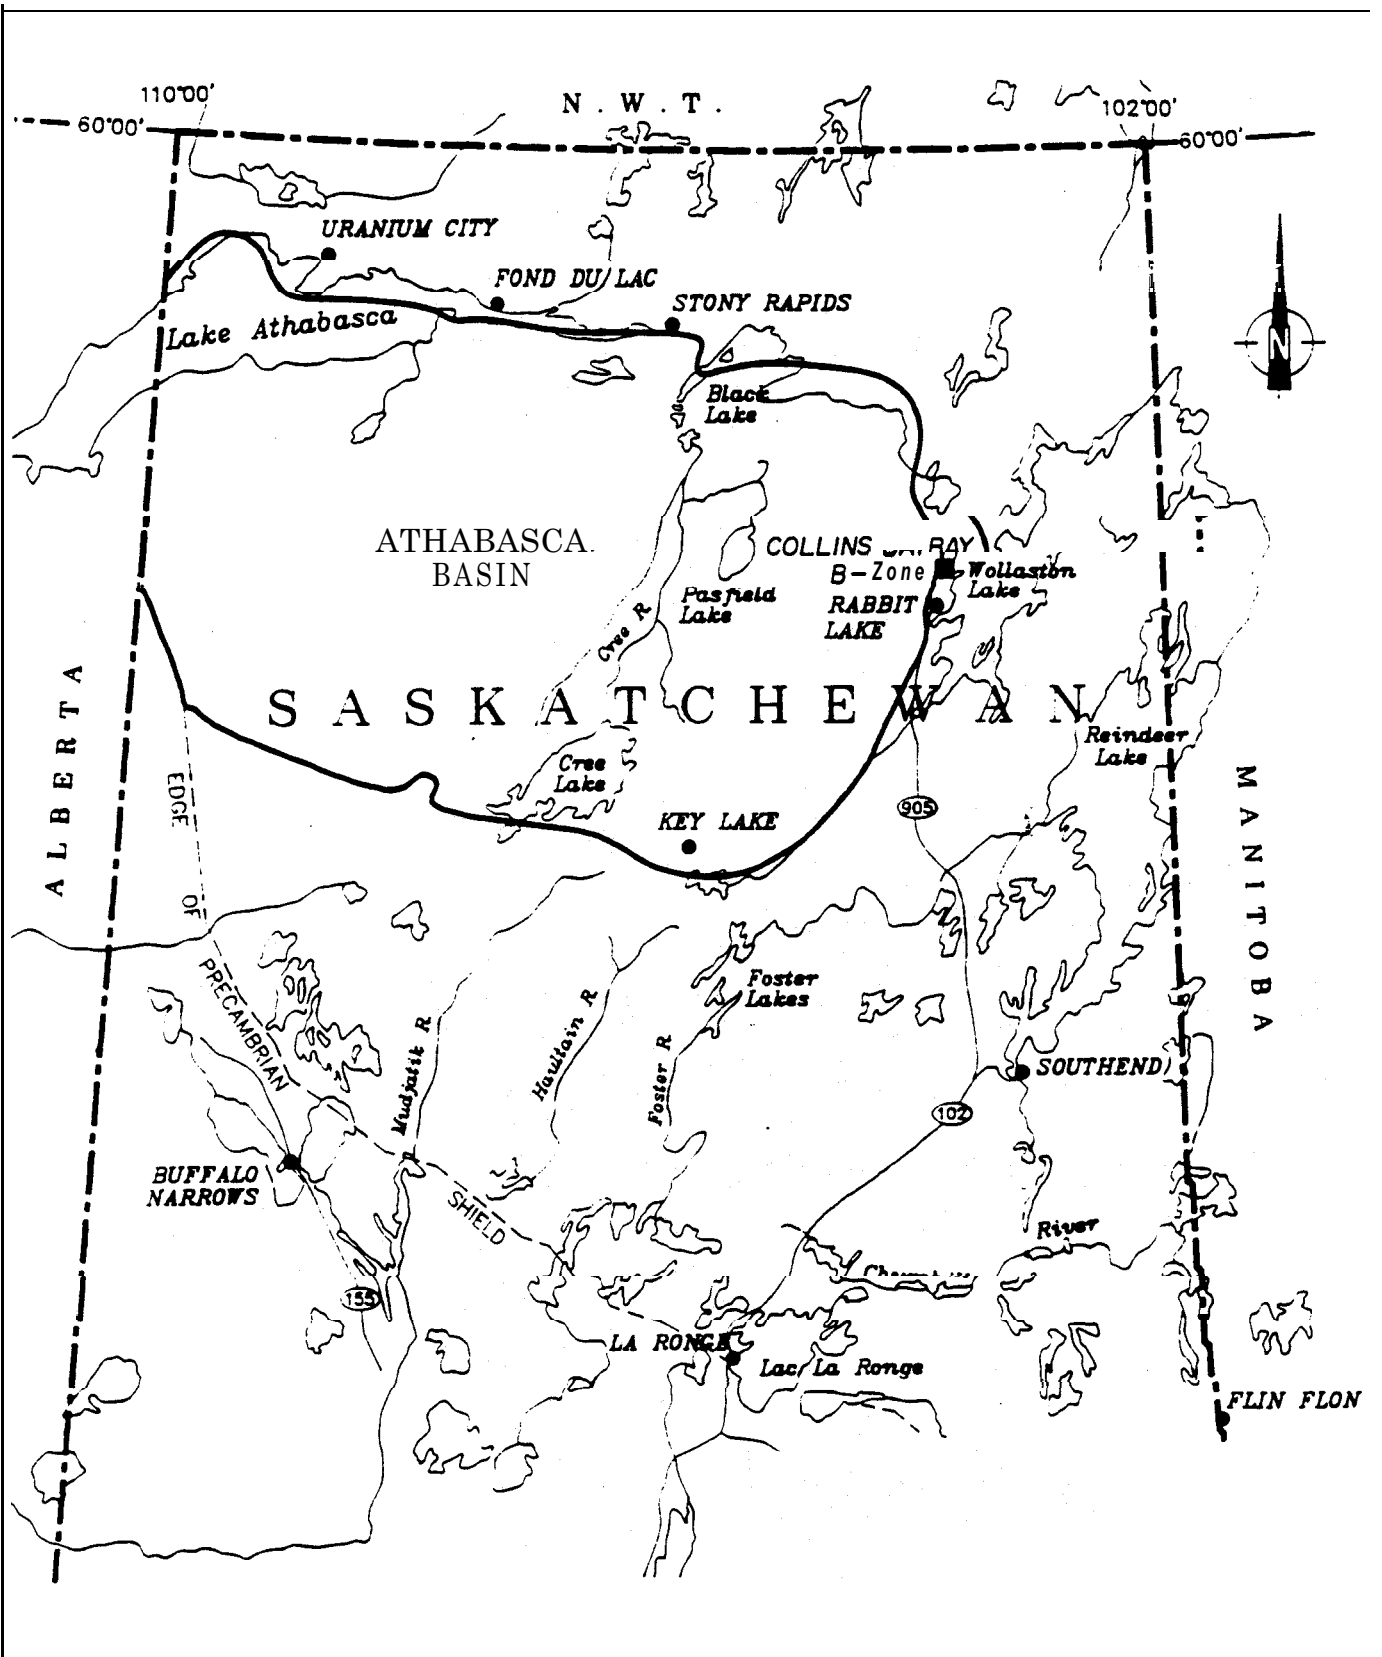 110°00'
N . W . T .
102°00'
60°00'
60°00'
URANIUM CITY
FOND DU LAC
STONY RAPIDS
Lake Athabasca
N
Black
Lake
ATHABASCA
BASIN
COLLINS BAY
B-Zone
Wollaston
Lake
Pasfield
Lake
RABBIT
LAKE
Cree R
SASKATCHEWAN
ALBERTA
Reindeer
Lake
MANITOBA
Cree
Lake
EDGE OF PRECAMBRIAN SHIELD
905
KEY LAKE
Foster
Lakes
Mudjatik R
Haultain R
Foster R
SOUTHEND
102
BUFFALO
NARROWS
River
155
LA RONGE
Lac La Ronge
FLIN FLON